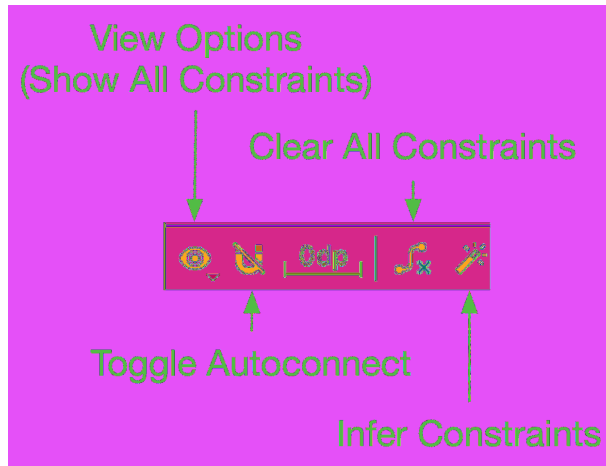 View Options
(Show All Constraints)
Clear All Constraints
0dp
Toggle Autoconnect
Infer Constraints